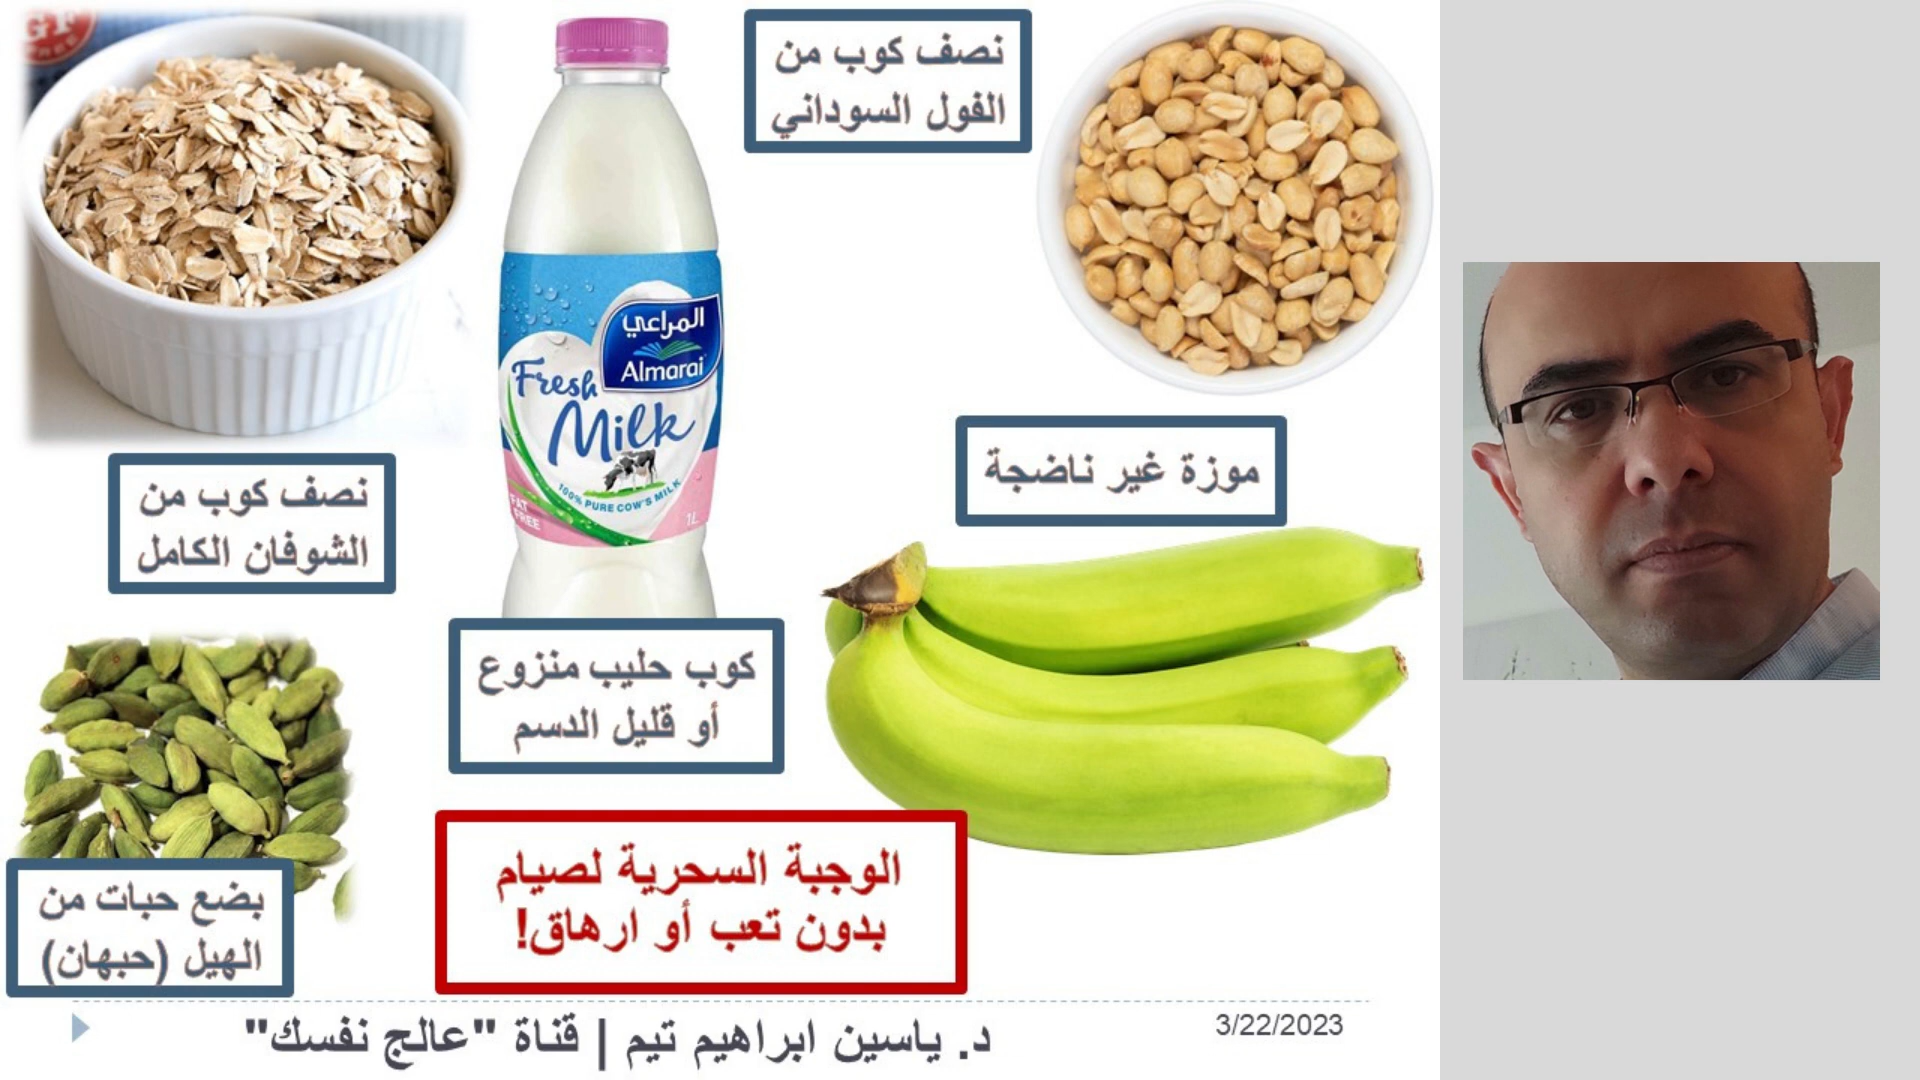 نصف كوب من
الفول السوداني
المراعي
Almarai
Fresh
Milk
100% PURE COW'S MILK
FAT
FREE
1L
GF
FREE
موزة غير ناضجة
نصف كوب من
الشوفان الكامل
كوب حليب منزوع
أو قليل الدسم
الوجبة السحرية لصيام
بدون تعب أو ارهاق!
بضع حبات من
الهيل (حبهان)
د. ياسين ابراهيم تيم | قناة "عالج نفسك"
3/22/2023